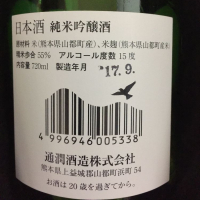 日本酒 純米吟醸酒
原材料 米(熊本県山都町産)、米麹(熊本県山都町産米)
精米歩合 55% アルコール度数 15度
内容量 720ml 製造年月 '17.9.
4996946005338
通潤酒造株式会社
熊本県上益城郡山都町浜町54
お酒は20歳を過ぎてから。